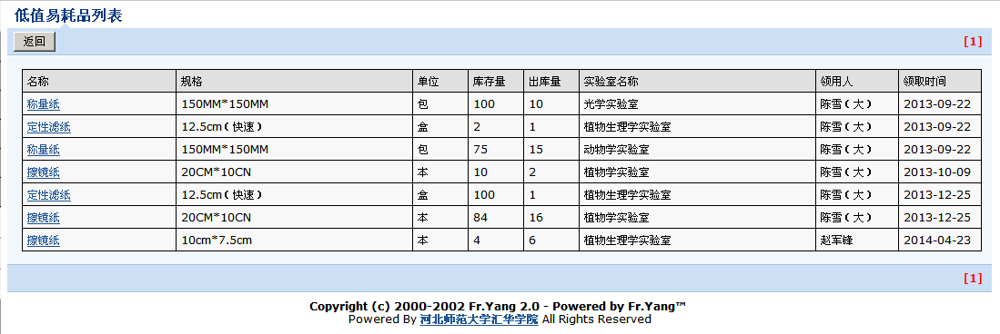 低值易耗品列表
返回 [1]
名称 规格 单位 库存量 出库量 实验室名称 领用人 领取时间
称量纸 150MM*150MM 包 100 10 光学实验室 陈雪（大） 2013-09-22
定性滤纸 12.5cm（快速） 盒 2 1 植物生理学实验室 陈雪（大） 2013-09-22
称量纸 150MM*150MM 包 75 15 动物学实验室 陈雪（大） 2013-09-22
擦镜纸 20CM*10CN 本 10 2 植物学实验室 陈雪（大） 2013-10-09
定性滤纸 12.5cm（快速） 盒 100 1 植物生理学实验室 陈雪（大） 2013-12-25
擦镜纸 20CM*10CN 本 84 16 植物学实验室 陈雪（大） 2013-12-25
擦镜纸 10cm*7.5cm 本 4 6 植物生理学实验室 赵军锋 2014-04-23
[1]
Copyright (c) 2000-2002 Fr.Yang 2.0 - Powered by Fr.Yang™
Powered By 河北师范大学汇华学院 All Rights Reserved